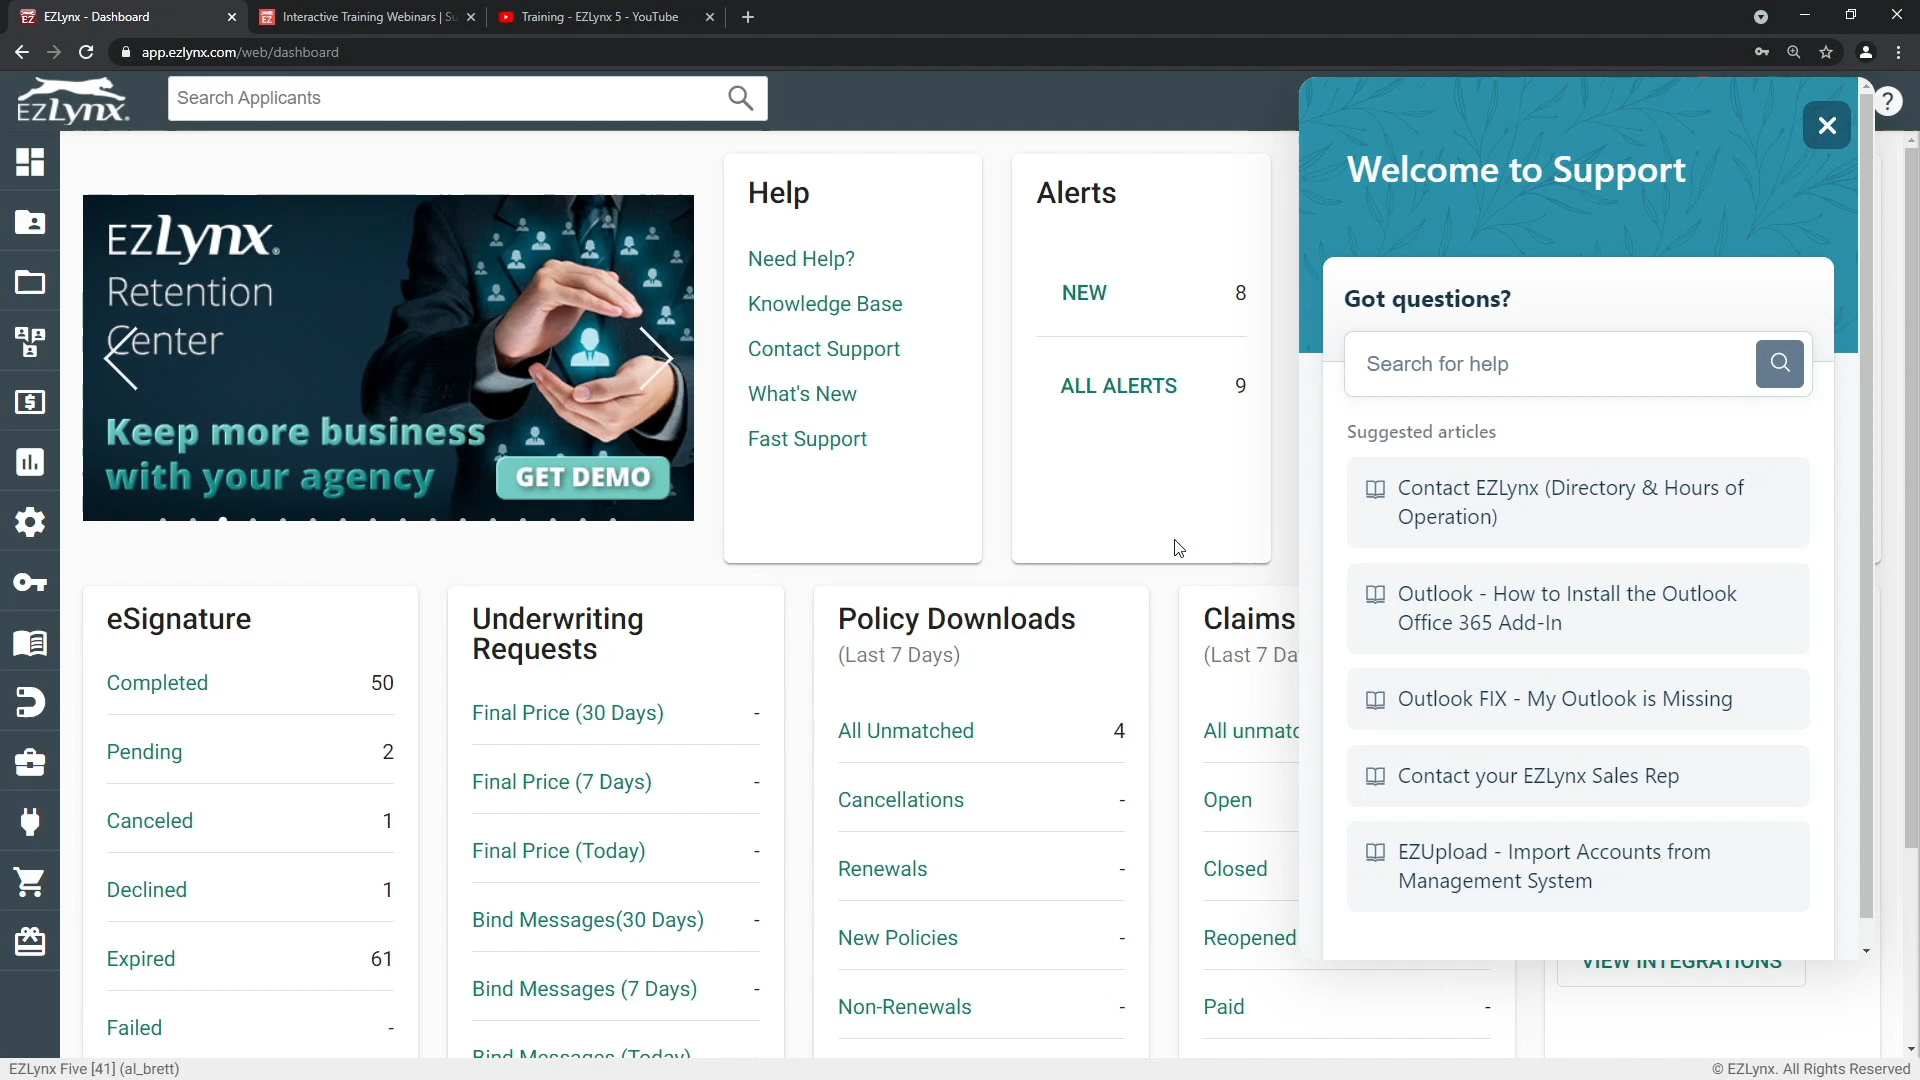 EZLynx - Dashboard
Interactive Training Webinars | Su
Training - EZLynx 5 - YouTube
app.ezlynx.com/web/dashboard
EZLynx.
Search Applicants
?
EZLynx.
Retention
Center
Keep more business
with your agency
GET DEMO
Help
Need Help?
Knowledge Base
Contact Support
What's New
Fast Support
Alerts
NEW 8
ALL ALERTS 9
Welcome to Support
Got questions?
Search for help
Suggested articles
Contact EZLynx (Directory & Hours of
Operation)
Outlook - How to Install the Outlook
Office 365 Add-In
Outlook FIX - My Outlook is Missing
Contact your EZLynx Sales Rep
EZUpload - Import Accounts from
Management System
VIEW INTEGRATIONS
eSignature
Completed 50
Pending 2
Canceled 1
Declined 1
Expired 61
Failed -
Underwriting
Requests
Final Price (30 Days) -
Final Price (7 Days) -
Final Price (Today) -
Bind Messages(30 Days) -
Bind Messages (7 Days) -
Bind Messages (Today)
Policy Downloads
(Last 7 Days)
All Unmatched 4
Cancellations -
Renewals -
New Policies -
Non-Renewals -
Claims
(Last 7 Da
All unmatc
Open
Closed
Reopened
Paid -
EZLynx Five [41] (al_brett)
© EZLynx. All Rights Reserved